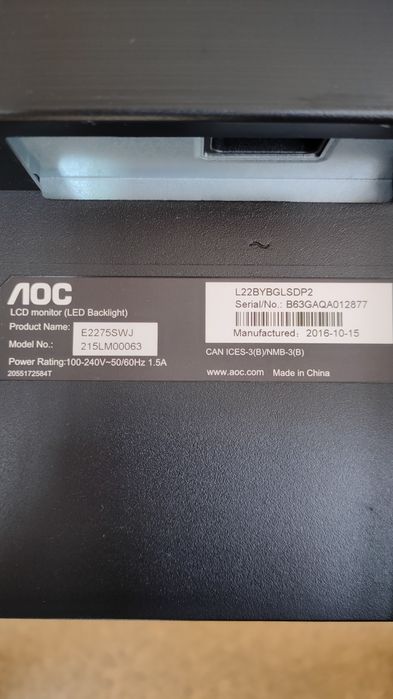 AOC
LCD monitor (LED Backlight)
Product Name: E2275SWJ
Model No.: 215LM00063
Power Rating:100-240V~50/60Hz 1.5A
2055172584T
L22BYBGLSDP2
Serial/No.: B63GAQA012877
Manufactured: 2016-10-15
CAN ICES-3(B)/NMB-3(B)
www.aoc.com Made in China